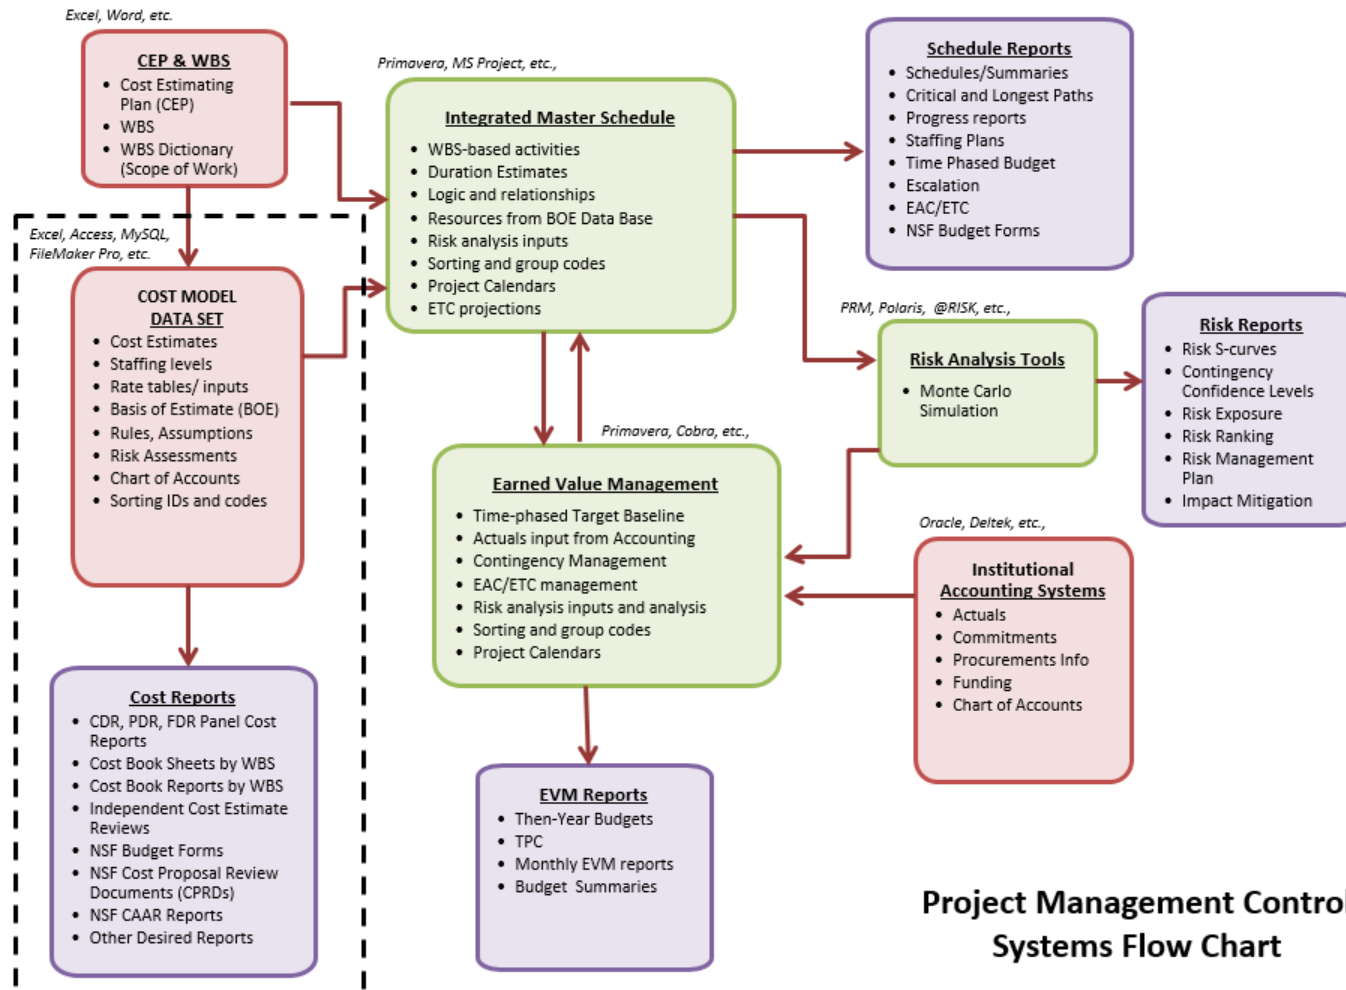 Excel, Word, etc.
CEP & WBS
• Cost Estimating
Plan (CEP)
• WBS
• WBS Dictionary
(Scope of Work)
Excel, Access, MySQL,
FileMaker Pro, etc.
COST MODEL
DATA SET
• Cost Estimates
• Staffing levels
• Rate tables/ inputs
• Basis of Estimate (BOE)
• Rules, Assumptions
• Risk Assessments
• Chart of Accounts
• Sorting IDs and codes
Cost Reports
• CDR, PDR, FDR Panel Cost
Reports
• Cost Book Sheets by WBS
• Cost Book Reports by WBS
• Independent Cost Estimate
Reviews
• NSF Budget Forms
• NSF Cost Proposal Review
Documents (CPRDs)
• NSF CAAR Reports
• Other Desired Reports
Primavera, MS Project, etc.,
Integrated Master Schedule
• WBS-based activities
• Duration Estimates
• Logic and relationships
• Resources from BOE Data Base
• Risk analysis inputs
• Sorting and group codes
• Project Calendars
• ETC projections
Primavera, Cobra, etc.,
Earned Value Management
• Time-phased Target Baseline
• Actuals input from Accounting
• Contingency Management
• EAC/ETC management
• Risk analysis inputs and analysis
• Sorting and group codes
• Project Calendars
EVM Reports
• Then-Year Budgets
• TPC
• Monthly EVM reports
• Budget Summaries
Schedule Reports
• Schedules/Summaries
• Critical and Longest Paths
• Progress reports
• Staffing Plans
• Time Phased Budget
• Escalation
• EAC/ETC
• NSF Budget Forms
PRM, Polaris, @RISK, etc.,
Risk Analysis Tools
• Monte Carlo
Simulation
Risk Reports
• Risk S-curves
• Contingency
Confidence Levels
• Risk Exposure
• Risk Ranking
• Risk Management
Plan
• Impact Mitigation
Oracle, Deltek, etc.,
Institutional
Accounting Systems
• Actuals
• Commitments
• Procurements Info
• Funding
• Chart of Accounts
Project Management Control
Systems Flow Chart